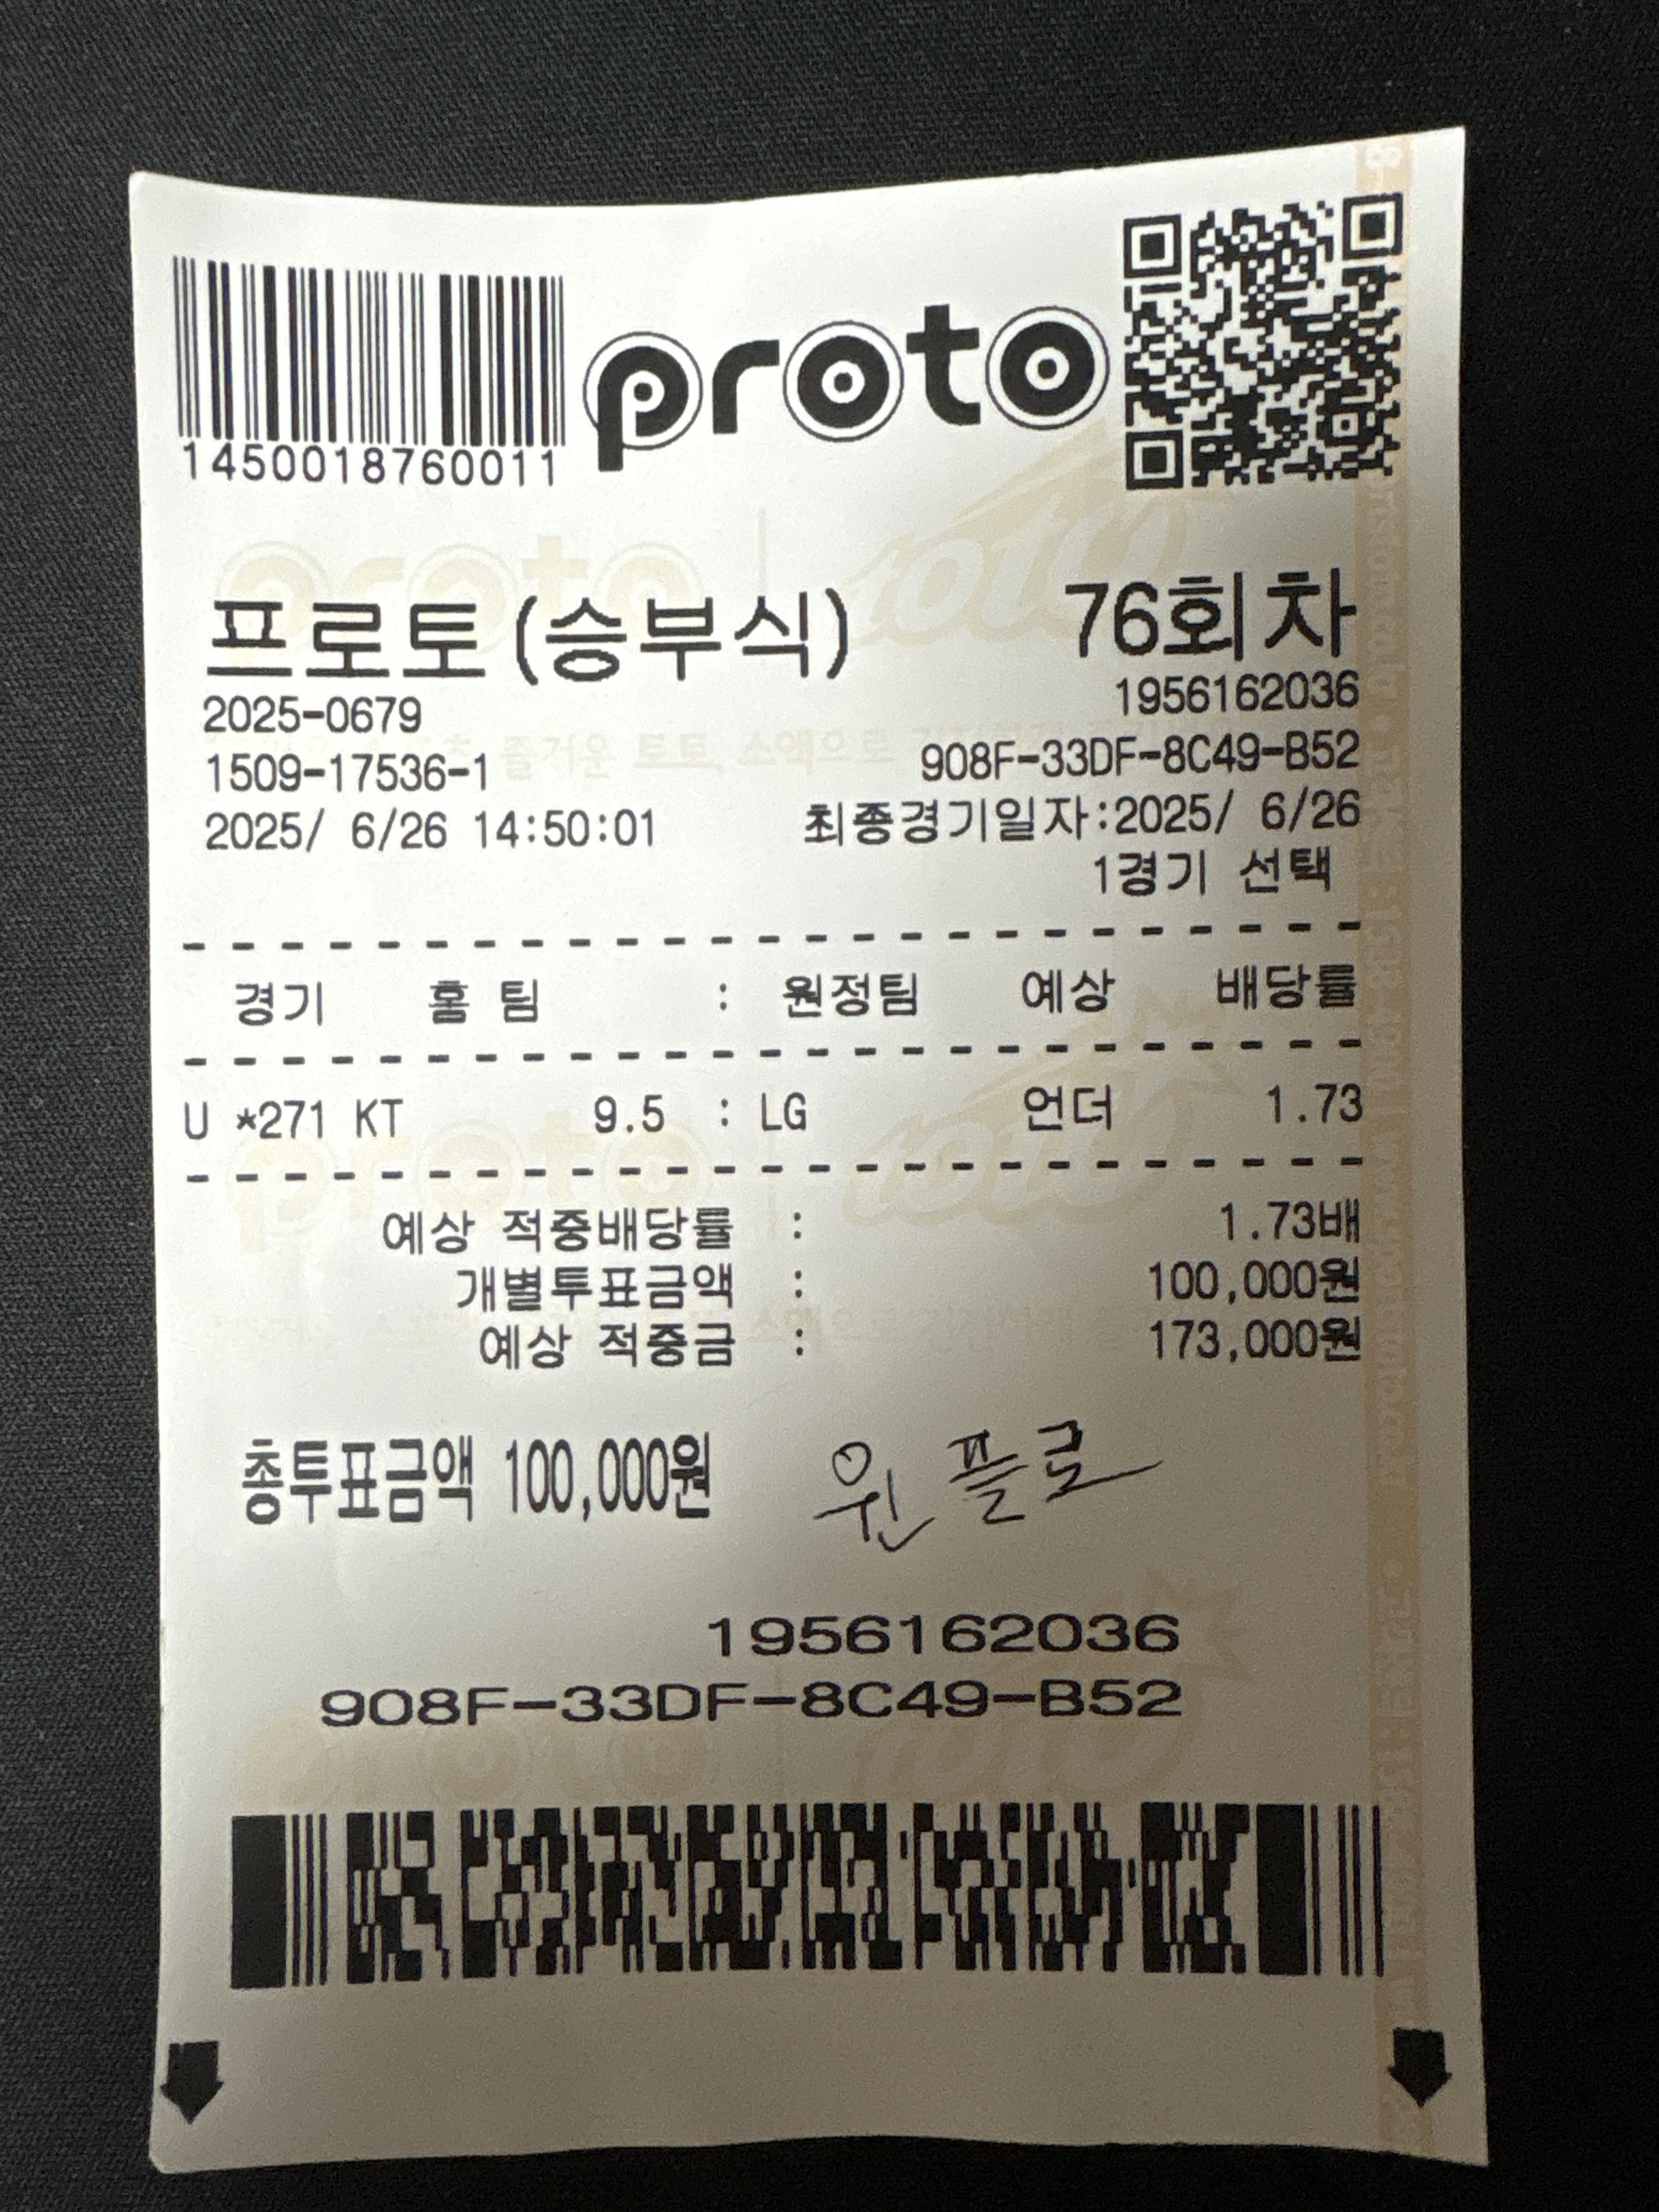 proto
1450018760011
프로토(승부식) 76회차
2025-0679 1956162036
1509-17536-1 908F-33DF-8C49-B52
2025/ 6/26 14:50:01 최종경기일자:2025/ 6/26
1경기 선택
경기 홈 팀 : 원정팀 예상 배당률
U *271 KT 9.5 : LG 언더 1.73
예상 적중배당률 : 1.73배
개별투표금액 : 100,000원
예상 적중금 : 173,000원
총투표금액 100,000원 윈플로
1956162036
908F-33DF-8C49-B52